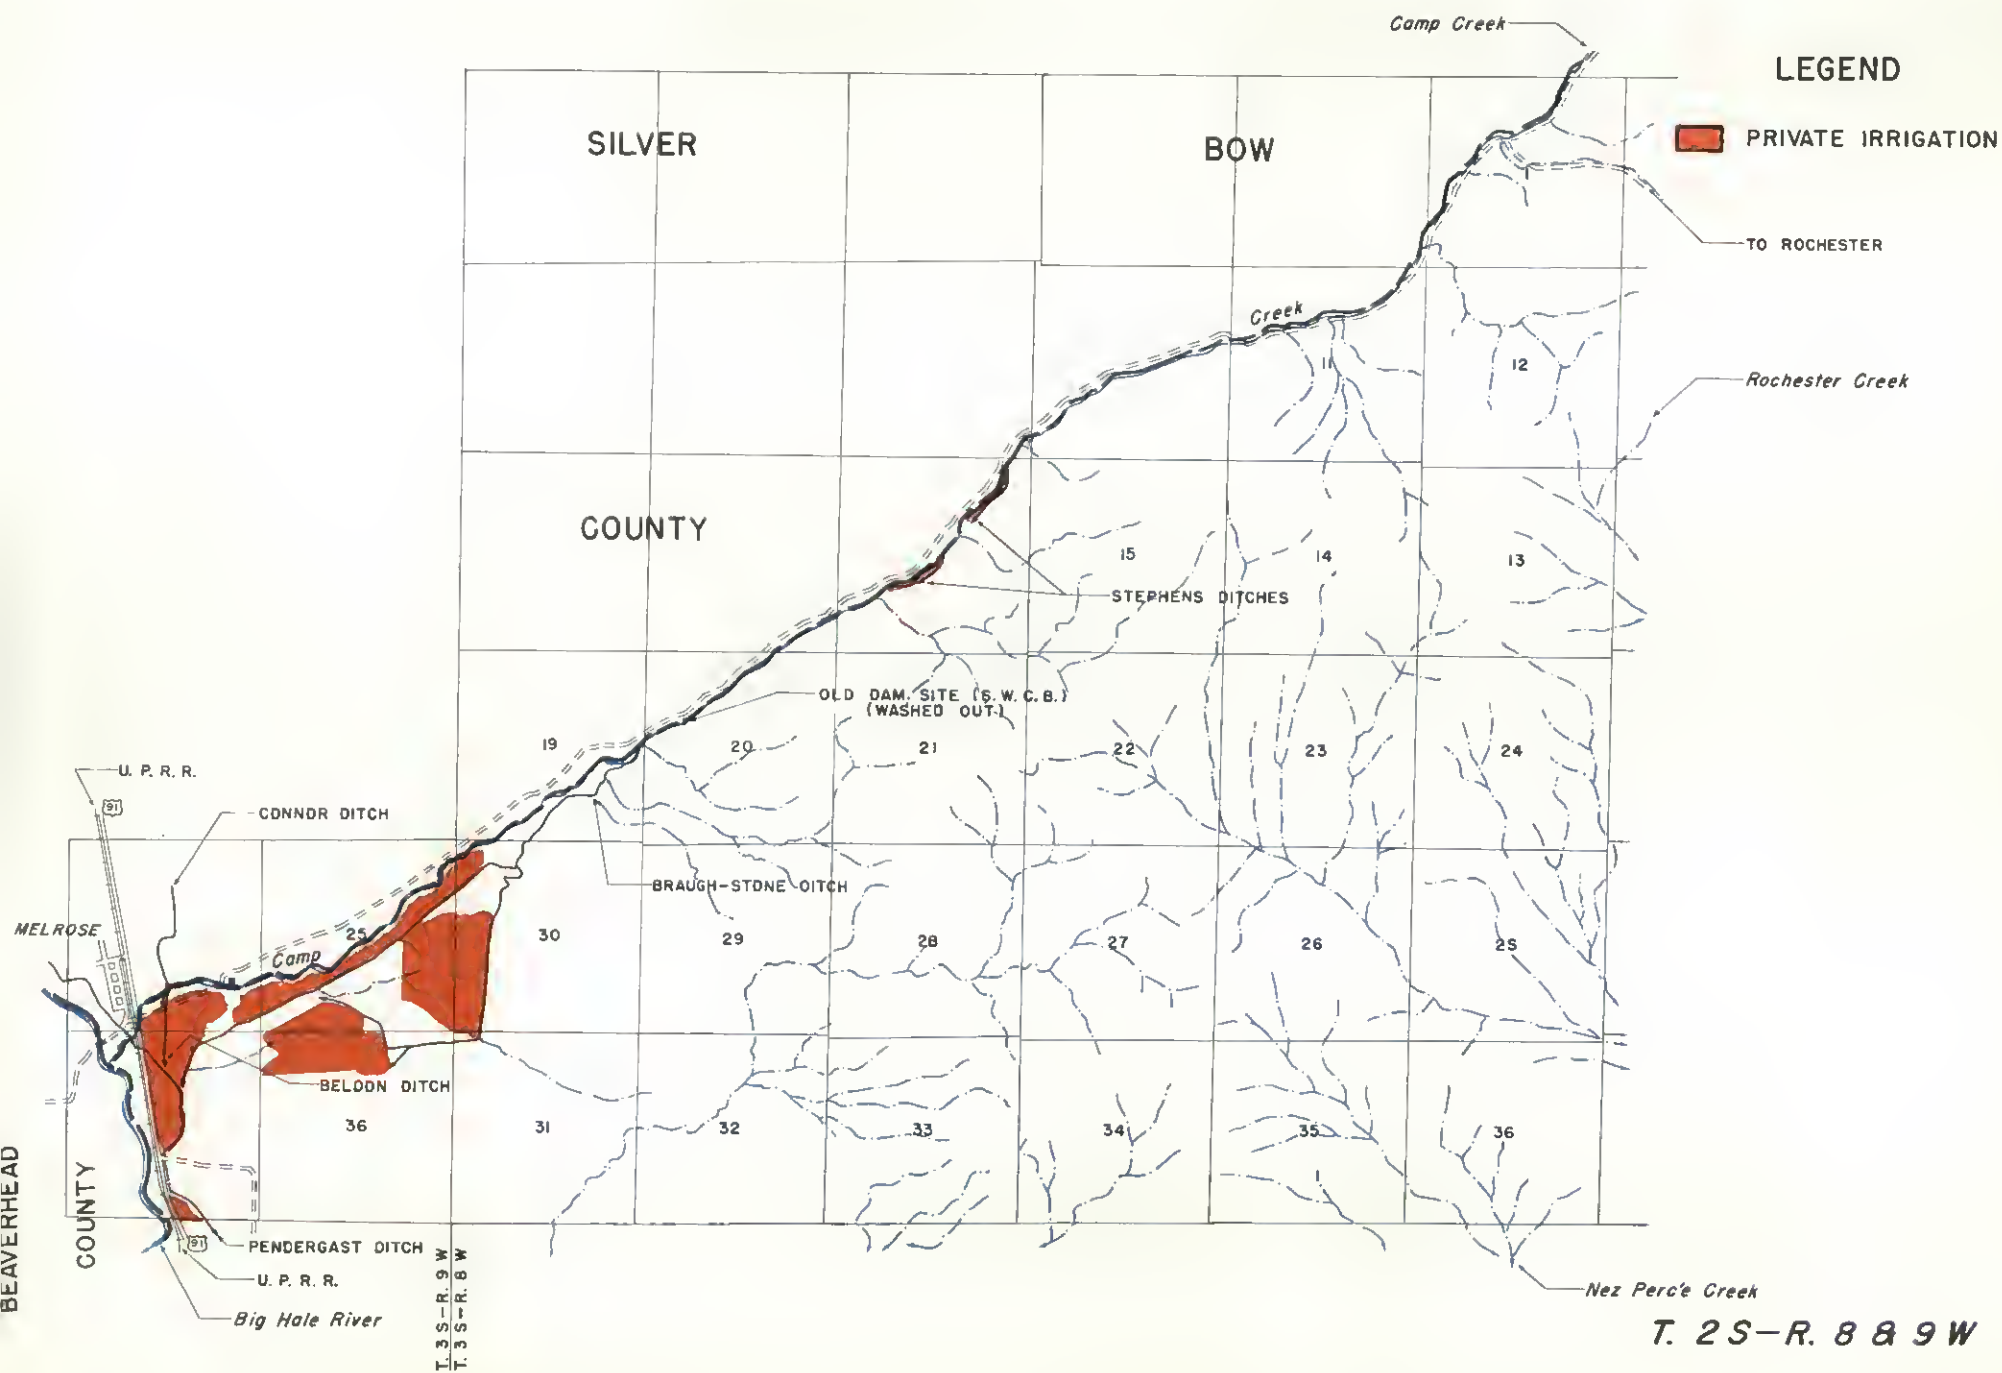 Camp Creek
LEGEND
SILVER BOW
PRIVATE IRRIGATION
TO ROCHESTER
Creek
11
12
Rochester Creek
COUNTY
15
14
13
STEPHENS DITCHES
OLD DAM SITE (S.W.C.B.)
(WASHED OUT)
19
20
21
22
23
24
U. P. R. R.
91
CONNOR DITCH
BRAUGH-STONE DITCH
MELROSE
25
30
29
28
27
26
25
Camp
BELDON DITCH
36
31
32
33
34
35
36
BEAVERHEAD
COUNTY
91
PENDERGAST DITCH
U. P. R. R.
Big Hole River
T. 3 S-R. 9 W
T. 3 S-R. 8 W
Nez Perc'e Creek
T. 2 S-R. 8 & 9 W